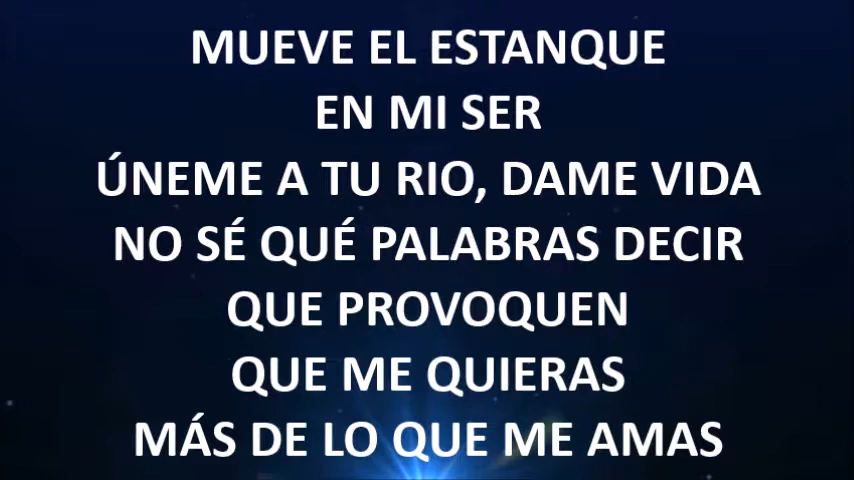 MUEVE EL ESTANQUE
EN MI SER
ÚNEME A TU RIO, DAME VIDA
NO SÉ QUÉ PALABRAS DECIR
QUE PROVOQUEN
QUE ME QUIERAS
MÁS DE LO QUE ME AMAS